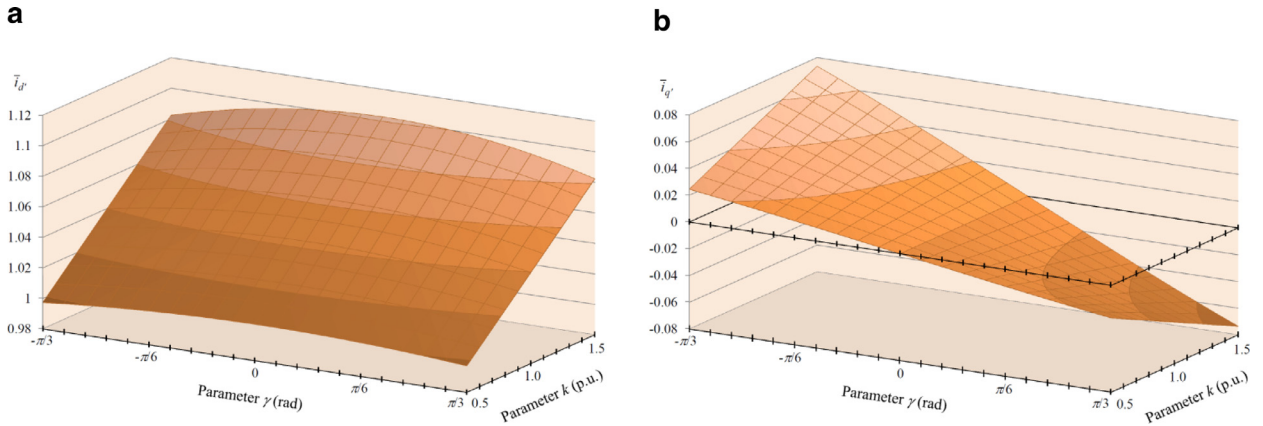 a
i̅d′
1.12
1.1
1.08
1.06
1.04
1.02
1
0.98
-π/3
-π/6
0
π/6
π/3
0.5
1.0
1.5
Parameter γ (rad)
Parameter k (p.u.)
b
i̅q′
0.08
0.06
0.04
0.02
0
-0.02
-0.04
-0.06
-0.08
-π/3
-π/6
0
π/6
π/3
0.5
1.0
1.5
Parameter γ (rad)
Parameter k (p.u.)